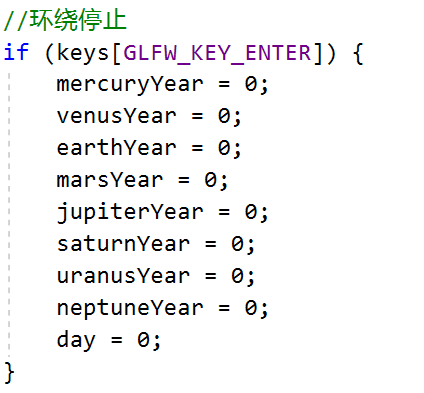 //环绕停止
if (keys[GLFW_KEY_ENTER]) {
    mercuryYear = 0;
    venusYear = 0;
    earthYear = 0;
    marsYear = 0;
    jupiterYear = 0;
    saturnYear = 0;
    uranusYear = 0;
    neptuneYear = 0;
    day = 0;
}